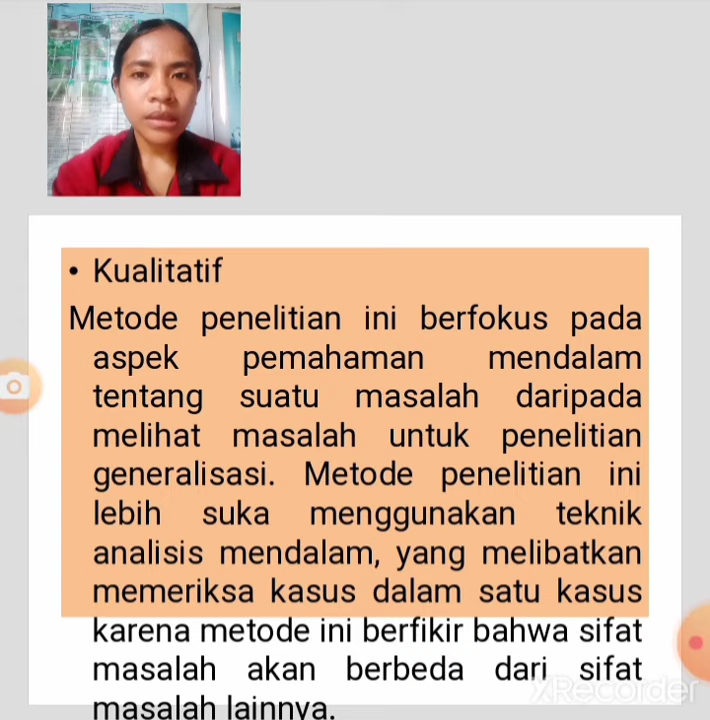 • Kualitatif
Metode penelitian ini berfokus pada
aspek pemahaman mendalam
tentang suatu masalah daripada
melihat masalah untuk penelitian
generalisasi. Metode penelitian ini
lebih suka menggunakan teknik
analisis mendalam, yang melibatkan
memeriksa kasus dalam satu kasus
karena metode ini berfikir bahwa sifat
masalah akan berbeda dari sifat
masalah lainnya.
XRecorder